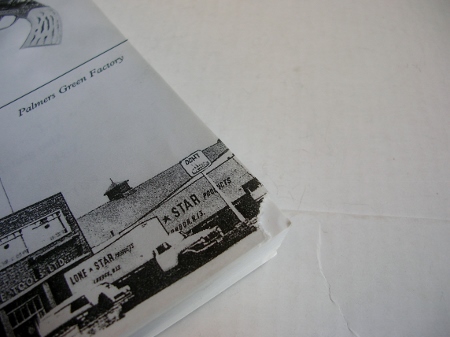 Palmers Green Factory
★ STAR PRODUCTS
LONDON, N.13.
LONE ★ STAR PRODUCTS
LONDON, N.13.